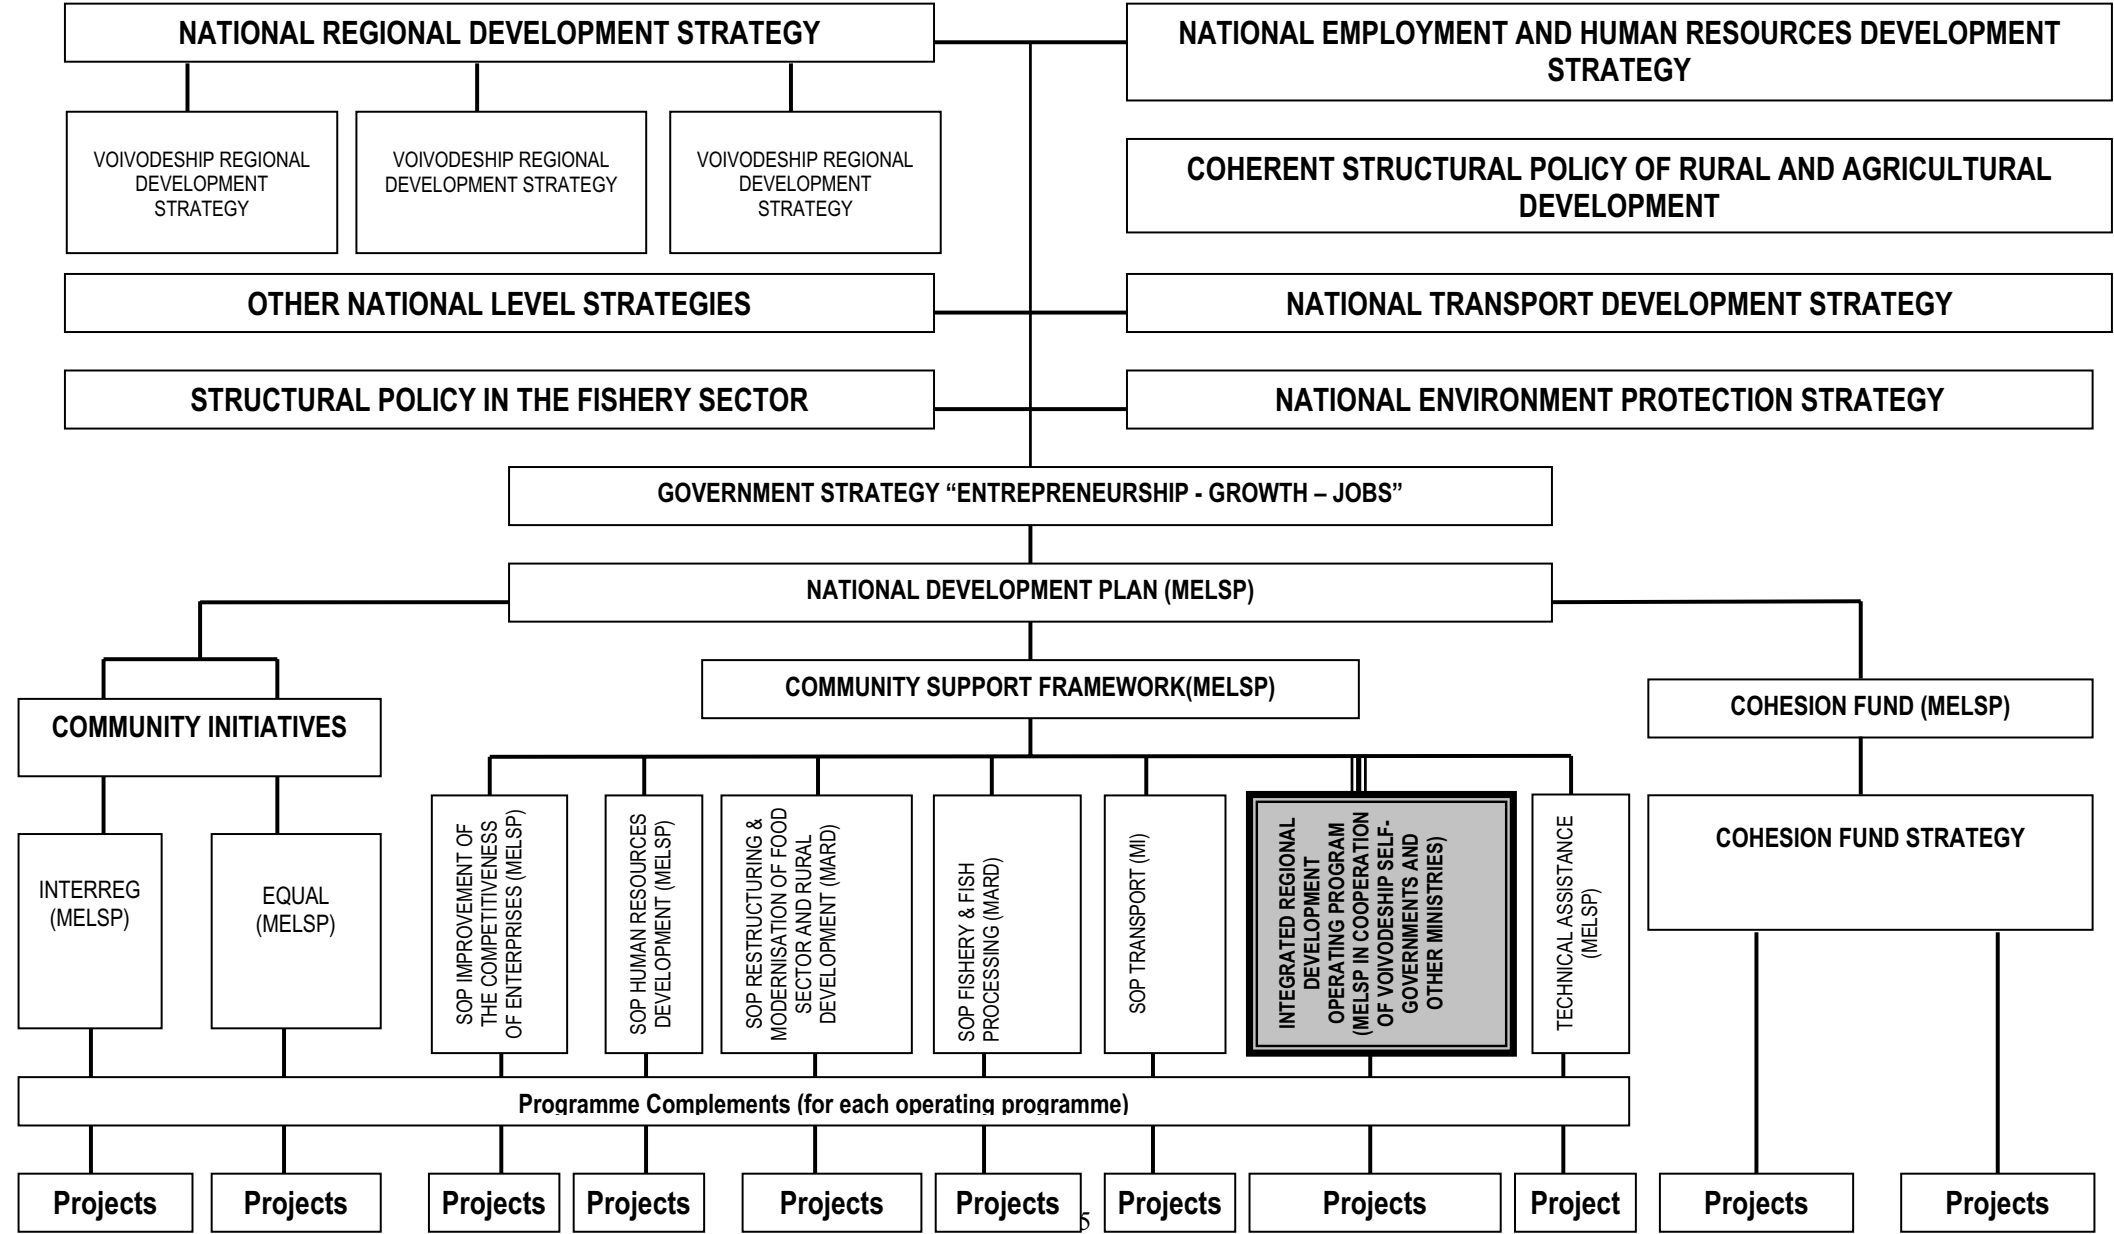 NATIONAL REGIONAL DEVELOPMENT STRATEGY
NATIONAL EMPLOYMENT AND HUMAN RESOURCES DEVELOPMENT
STRATEGY
VOIVODESHIP REGIONAL
DEVELOPMENT
STRATEGY
VOIVODESHIP REGIONAL
DEVELOPMENT STRATEGY
VOIVODESHIP REGIONAL
DEVELOPMENT
STRATEGY
COHERENT STRUCTURAL POLICY OF RURAL AND AGRICULTURAL
DEVELOPMENT
OTHER NATIONAL LEVEL STRATEGIES
NATIONAL TRANSPORT DEVELOPMENT STRATEGY
STRUCTURAL POLICY IN THE FISHERY SECTOR
NATIONAL ENVIRONMENT PROTECTION STRATEGY
GOVERNMENT STRATEGY “ENTREPRENEURSHIP - GROWTH – JOBS”
NATIONAL DEVELOPMENT PLAN (MELSP)
COMMUNITY SUPPORT FRAMEWORK(MELSP)
COMMUNITY INITIATIVES
COHESION FUND (MELSP)
INTERREG
(MELSP)
EQUAL
(MELSP)
SOP IMPROVEMENT OF
THE COMPETITIVENESS
OF ENTERPRISES (MELSP)
SOP HUMAN RESOURCES
DEVELOPMENT (MELSP)
SOP RESTRUCTURING &
MODERNISATION OF FOOD
SECTOR AND RURAL
DEVELOPMENT (MARD)
SOP FISHERY & FISH
PROCESSING (MARD)
SOP TRANSPORT (MI)
INTEGRATED REGIONAL
DEVELOPMENT
OPERATING PROGRAM
(MELSP IN COOPERATION
OF VOIVODESHIP SELF-
GOVERNMENTS AND
OTHER MINISTRIES)
TECHNICAL ASSISTANCE
(MELSP)
COHESION FUND STRATEGY
Programme Complements (for each operating programme)
Projects
Projects
Projects
Projects
Projects
Projects
Projects
Projects
Project
Projects
Projects
5